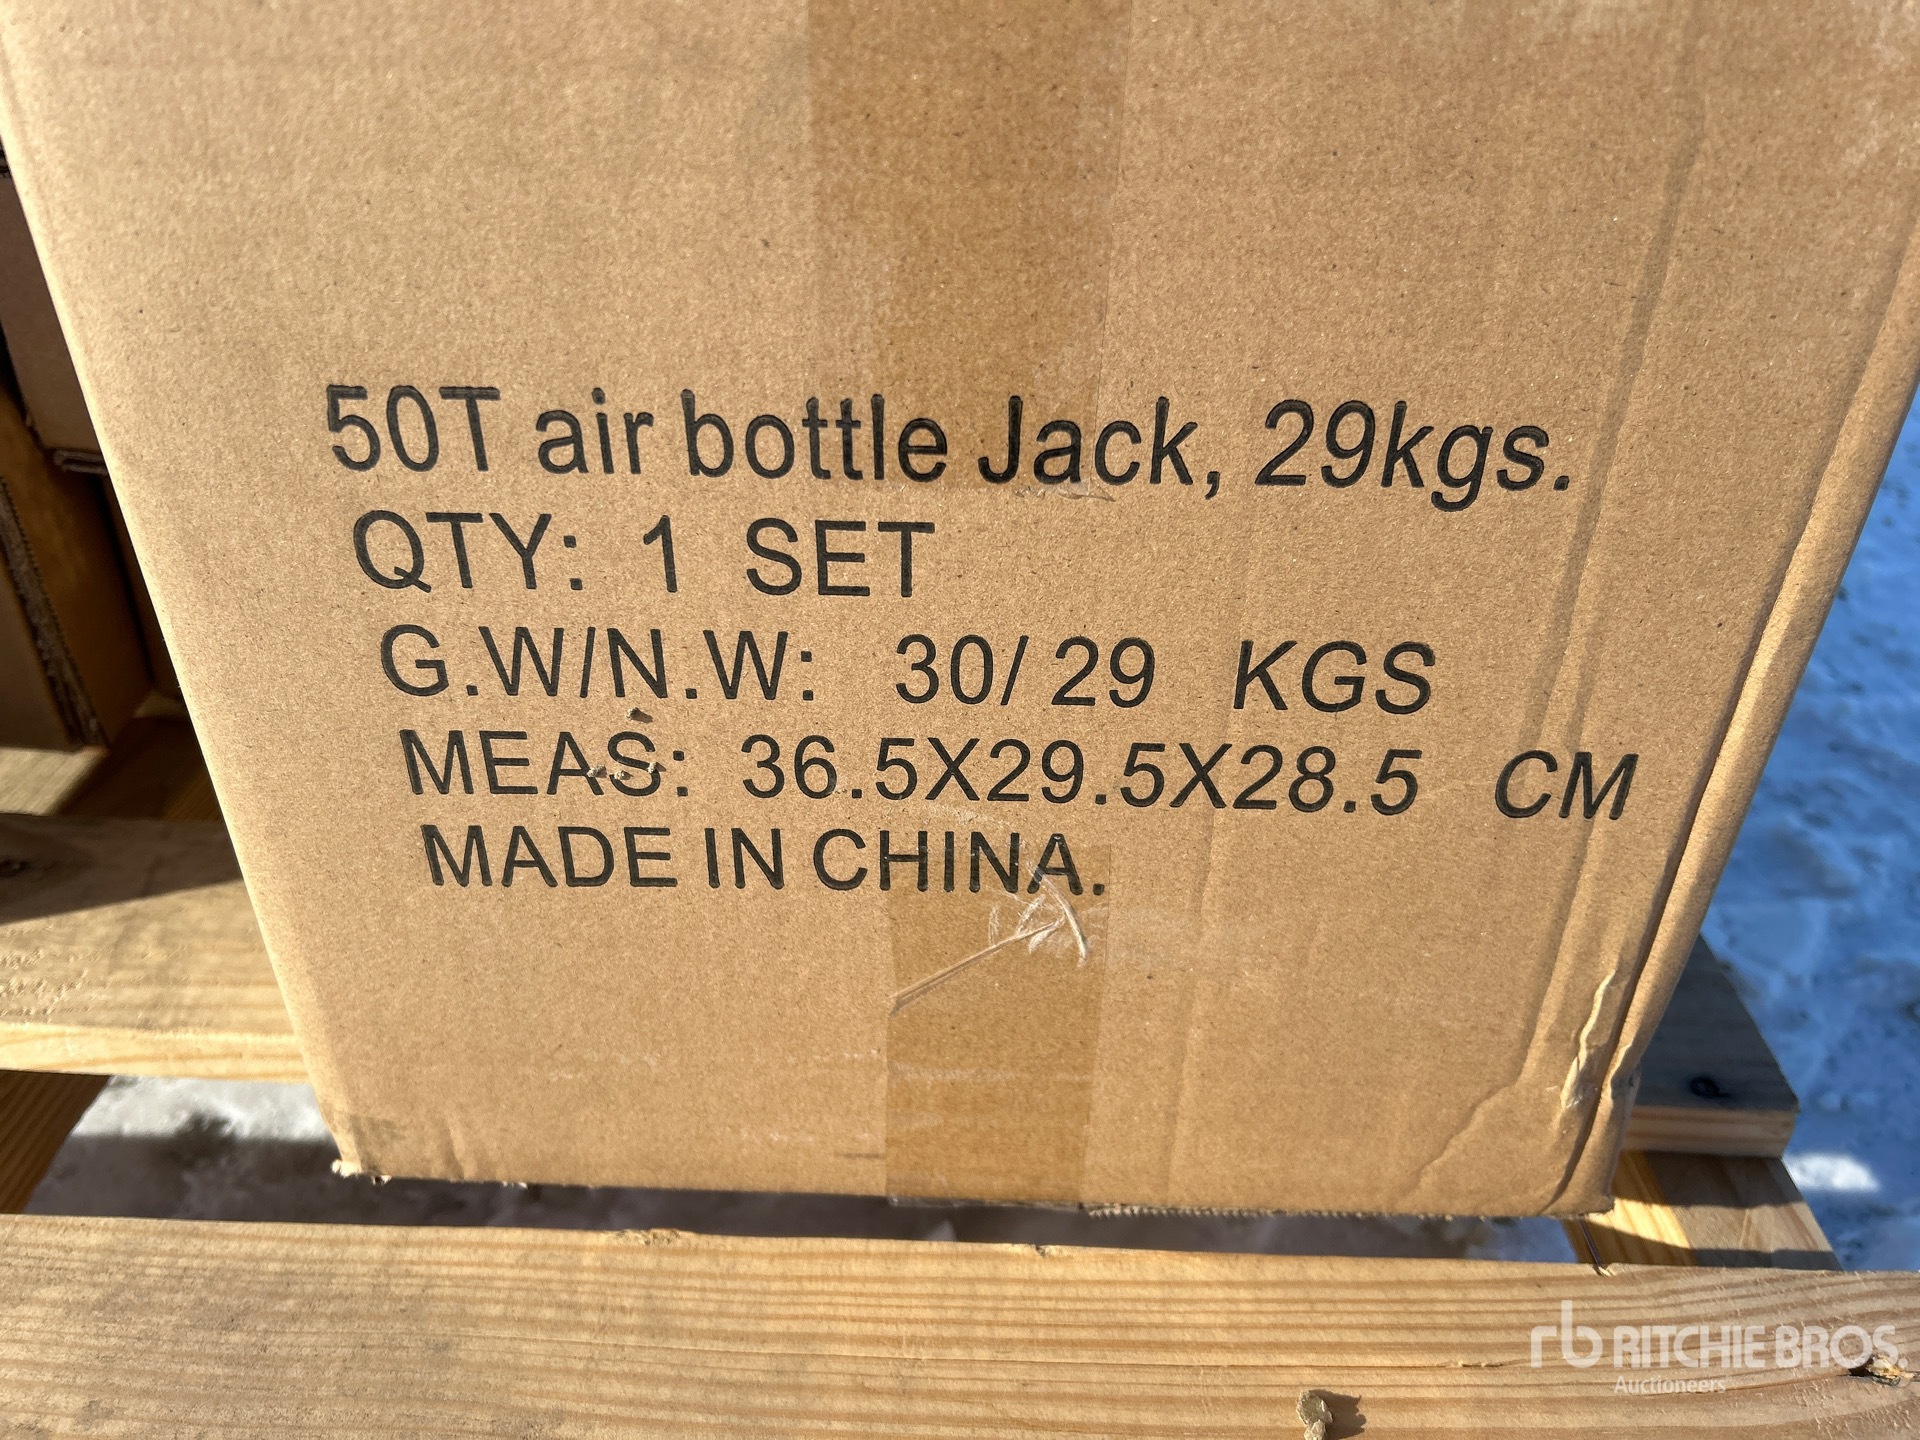 50T air bottle Jack, 29kgs.
QTY: 1 SET
G.W/N.W: 30/ 29 KGS
MEAS: 36.5X29.5X28.5 CM
MADE IN CHINA.
rb RITCHIE BROS.
Auctioneers